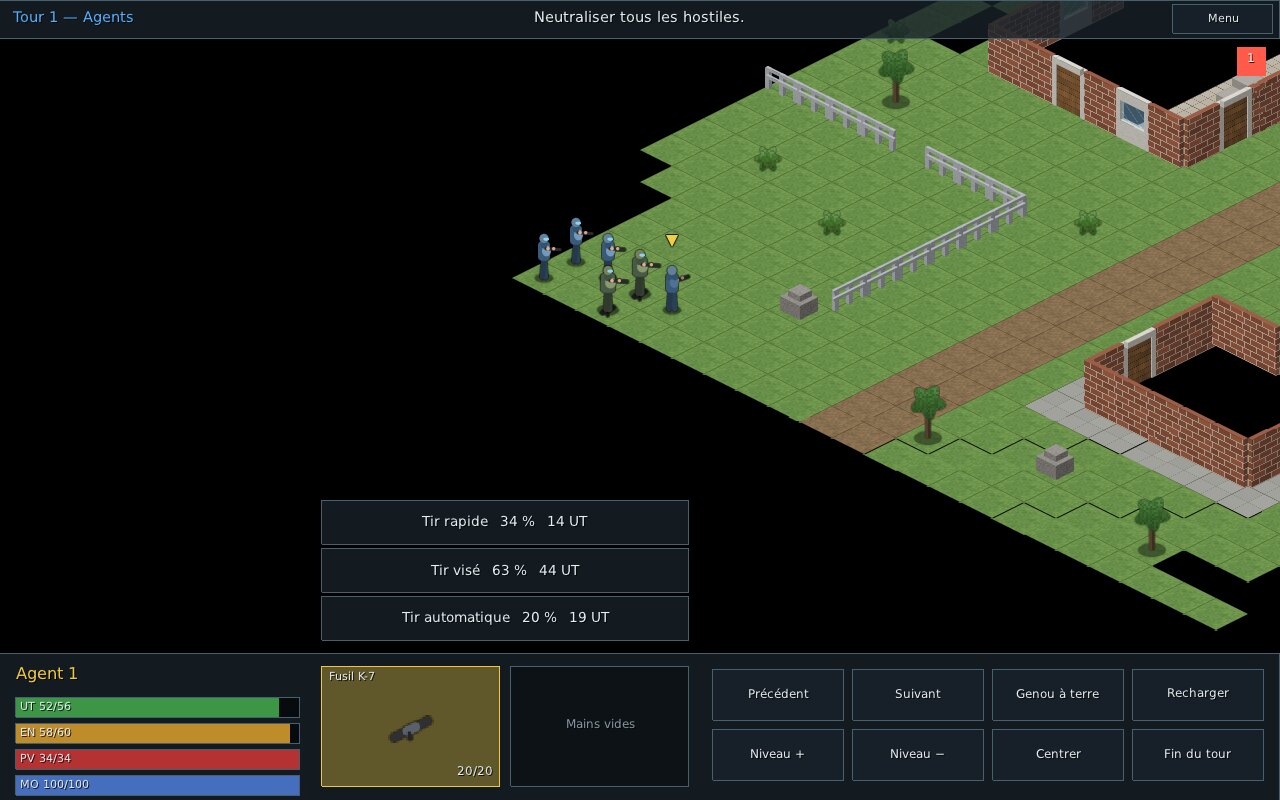 Tour 1 — Agents
Neutraliser tous les hostiles.
Menu
1
Tir rapide 34 % 14 UT
Tir visé 63 % 44 UT
Tir automatique 20 % 19 UT
Agent 1
UT 52/56
EN 58/60
PV 34/34
MO 100/100
Fusil K-7
20/20
Mains vides
Précédent
Suivant
Genou à terre
Recharger
Niveau +
Niveau −
Centrer
Fin du tour